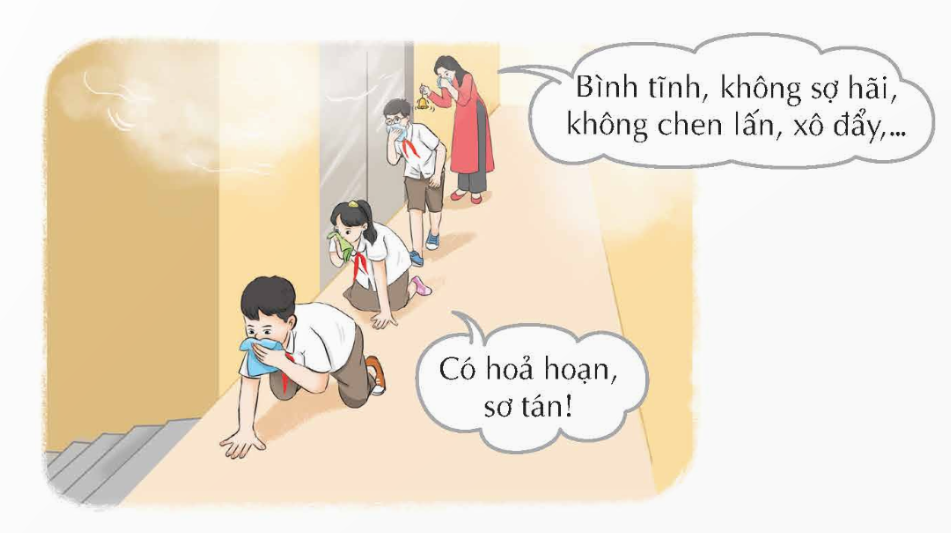 Bình tĩnh, không sợ hãi,
không chen lấn, xô đẩy,...
Có hoả hoạn,
sơ tán!